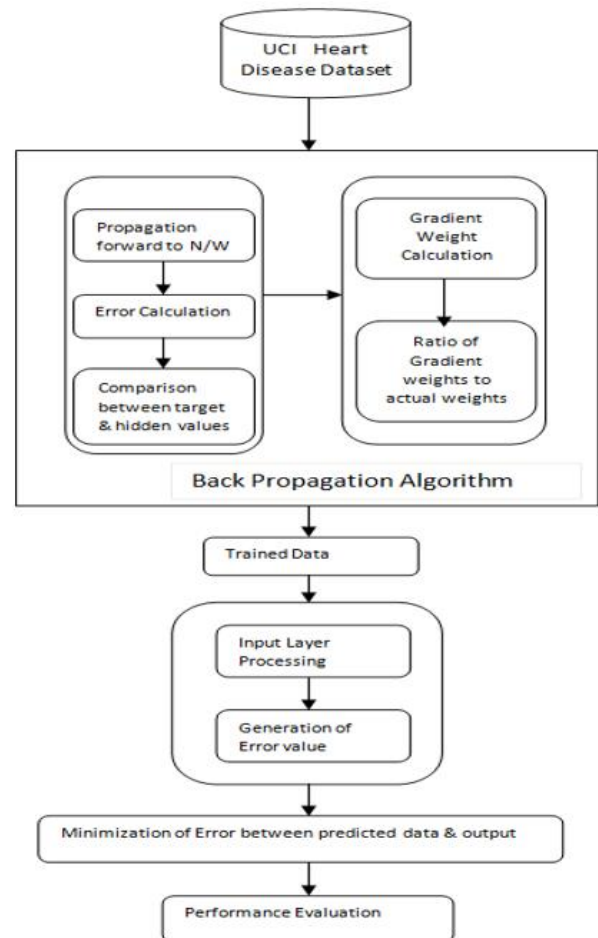 UCI Heart
Disease Dataset
Propagation
forward to N/W
Error Calculation
Comparison
between target
& hidden values
Gradient
Weight
Calculation
Ratio of
Gradient
weights to
actual weights
Back Propagation Algorithm
Trained Data
Input Layer
Processing
Generation of
Error value
Minimization of Error between predicted data & output
Performance Evaluation